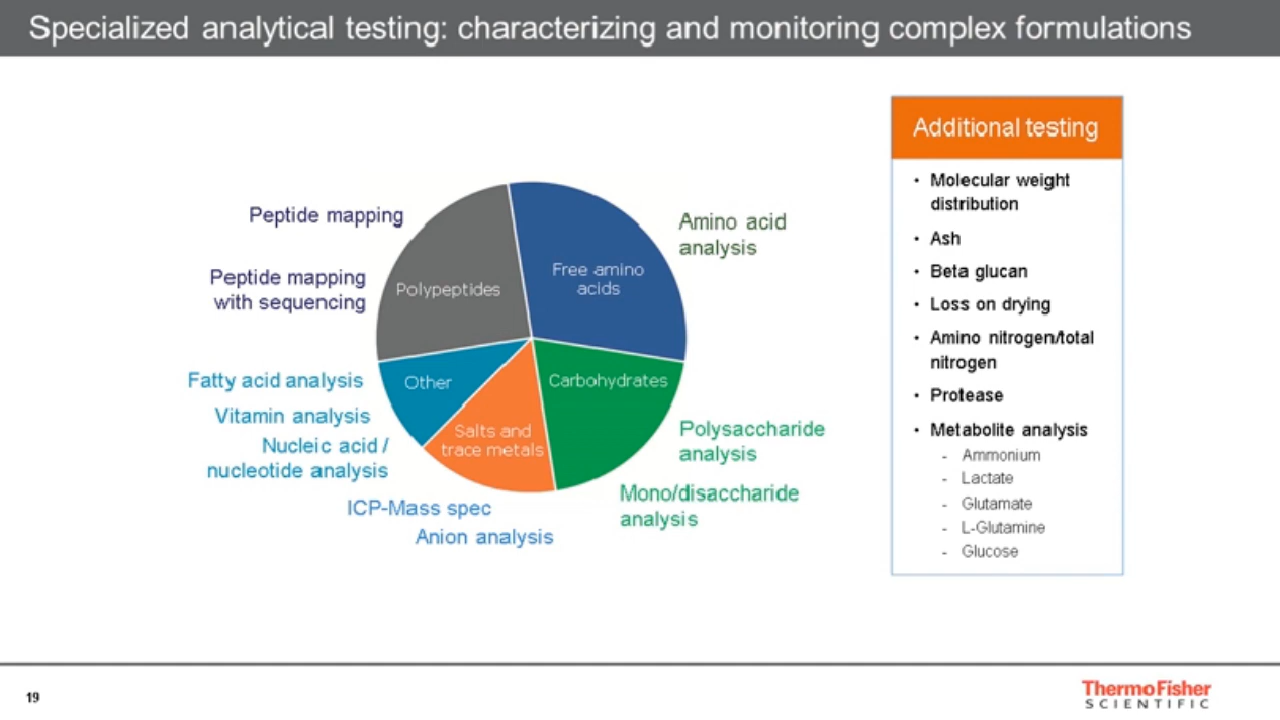 Specialized analytical testing: characterizing and monitoring complex formulations
Peptide mapping
Peptide mapping
with sequencing
Fatty acid analysis
Vitamin analysis
Nucleic acid /
nucleotide analysis
ICP-Mass spec
Anion analysis
Polypeptides
Free amino
acids
Other
Carbohydrates
Salts and
trace metals
Amino acid
analysis
Polysaccharide
analysis
Mono/disaccharide
analysis
Additional testing
• Molecular weight
distribution
• Ash
• Beta glucan
• Loss on drying
• Amino nitrogen/total
nitrogen
• Protease
• Metabolite analysis
- Ammonium
- Lactate
- Glutamate
- L-Glutamine
- Glucose
19
ThermoFisher
SCIENTIFIC